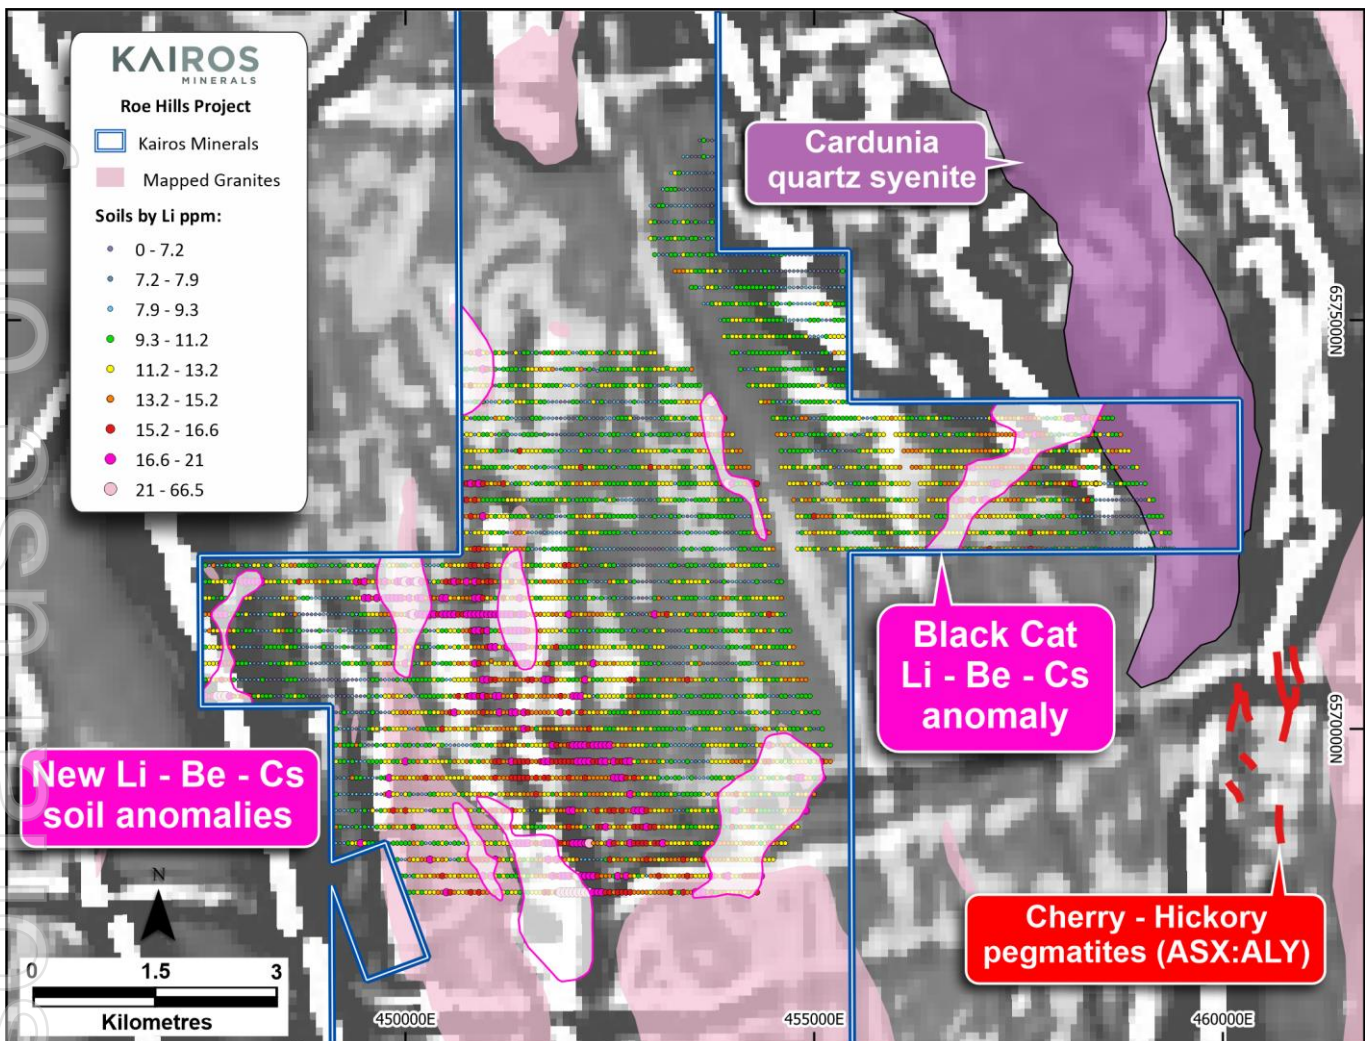 KAIROS
MINERALS
Roe Hills Project
Kairos Minerals
Mapped Granites
Soils by Li ppm:
0 - 7.2
7.2 - 7.9
7.9 - 9.3
9.3 - 11.2
11.2 - 13.2
13.2 - 15.2
15.2 - 16.6
16.6 - 21
21 - 66.5
Cardunia
quartz syenite
6575000N
Black Cat
Li - Be - Cs
anomaly
6570000N
New Li - Be - Cs
soil anomalies
N
Cherry - Hickory
pegmatites (ASX:ALY)
0 1.5 3
Kilometres
450000E
455000E
460000E